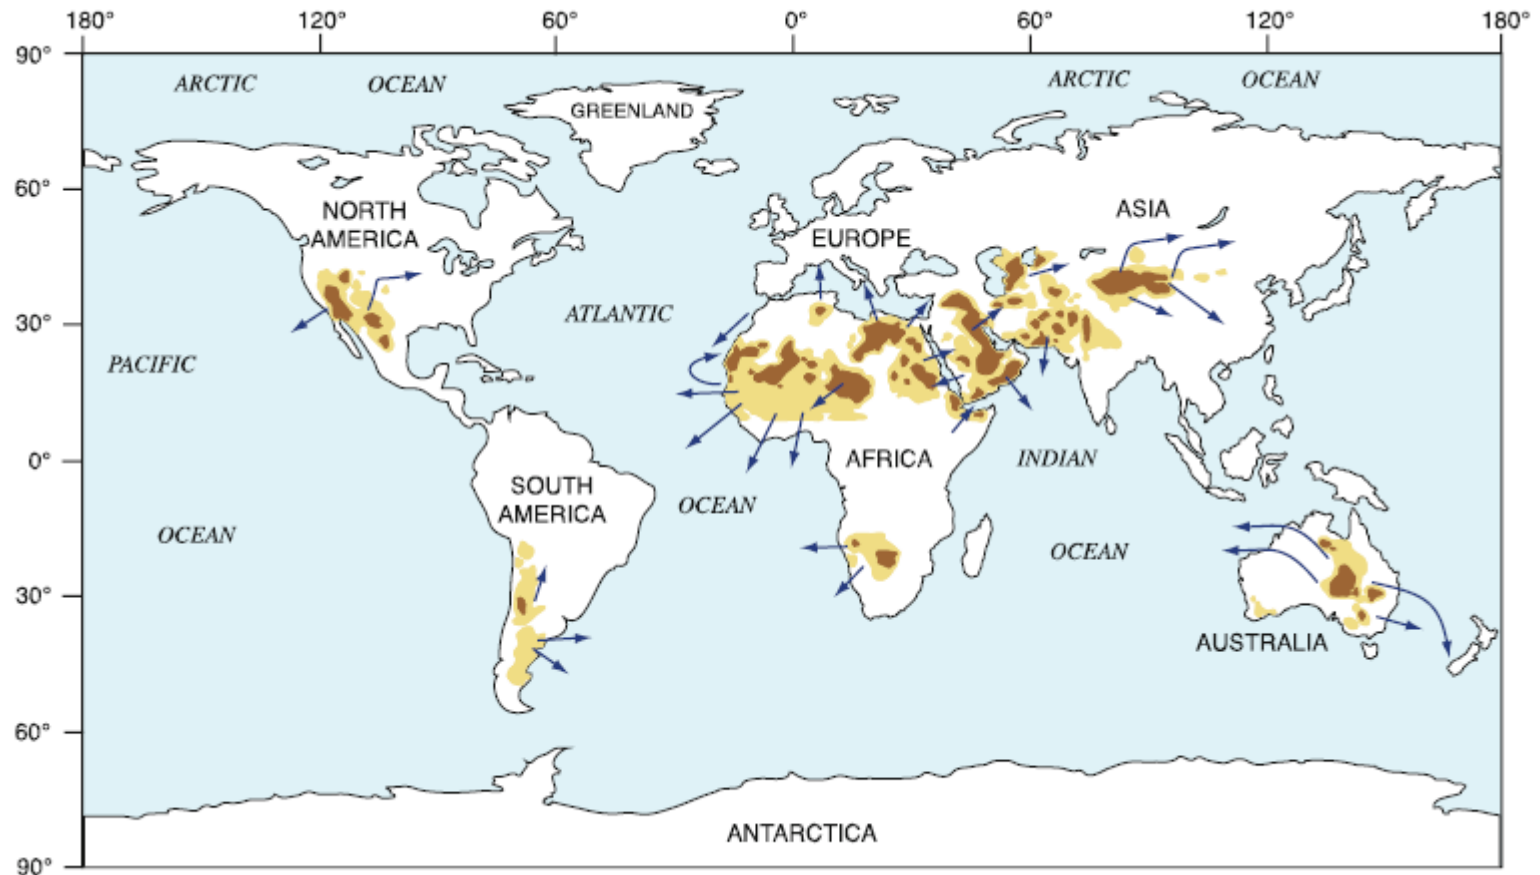 180° 120° 60° 0° 60° 120° 180°
90°
ARCTIC OCEAN ARCTIC OCEAN
GREENLAND
60°
NORTH
AMERICA
EUROPE
ASIA
30°
ATLANTIC
PACIFIC
0°
AFRICA
INDIAN
SOUTH
AMERICA
OCEAN
OCEAN
OCEAN
30°
AUSTRALIA
60°
ANTARCTICA
90°